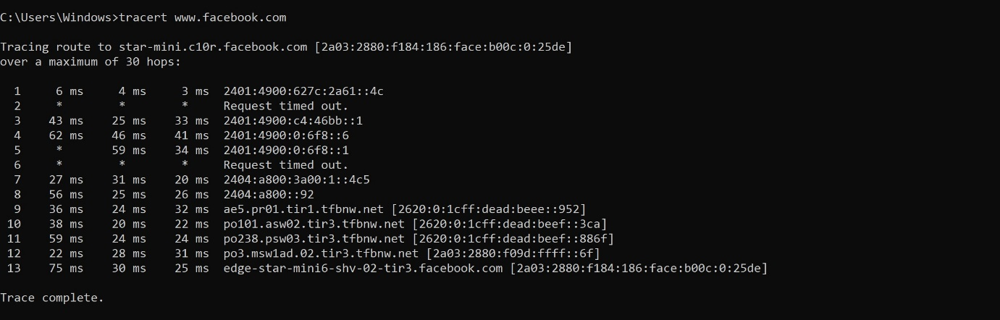 C:\Users\Windows>tracert www.facebook.com
Tracing route to star-mini.c10r.facebook.com [2a03:2880:f184:186:face:b00c:0:25de]
over a maximum of 30 hops:
1 6 ms 4 ms 3 ms 2401:4900:627c:2a61::4c
2 * * * Request timed out.
3 43 ms 25 ms 33 ms 2401:4900:c4:46bb::1
4 62 ms 46 ms 41 ms 2401:4900:0:6f8::6
5 * 59 ms 34 ms 2401:4900:0:6f8::1
6 * * * Request timed out.
7 27 ms 31 ms 20 ms 2404:a800:3a00:1::4c5
8 56 ms 25 ms 26 ms 2404:a800::92
9 36 ms 24 ms 32 ms ae5.pr01.tir1.tfbnw.net [2620:0:1cff:dead:beee::952]
10 38 ms 20 ms 22 ms po101.asw02.tir3.tfbnw.net [2620:0:1cff:dead:beef::3ca]
11 59 ms 24 ms 24 ms po238.psw03.tir3.tfbnw.net [2620:0:1cff:dead:beef::886f]
12 22 ms 28 ms 31 ms po3.msw1ad.02.tir3.tfbnw.net [2a03:2880:f09d:ffff::6f]
13 75 ms 30 ms 25 ms edge-star-mini6-shv-02-tir3.facebook.com [2a03:2880:f184:186:face:b00c:0:25de]
Trace complete.